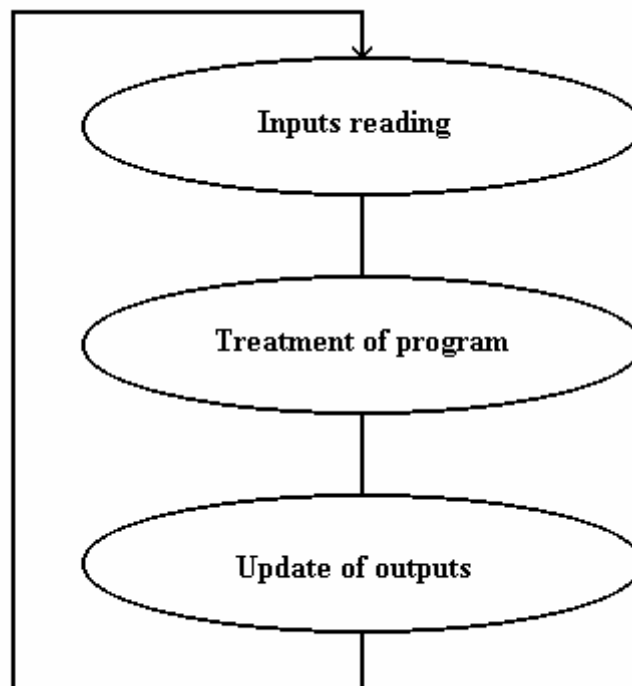 Inputs reading
Treatment of program
Update of outputs